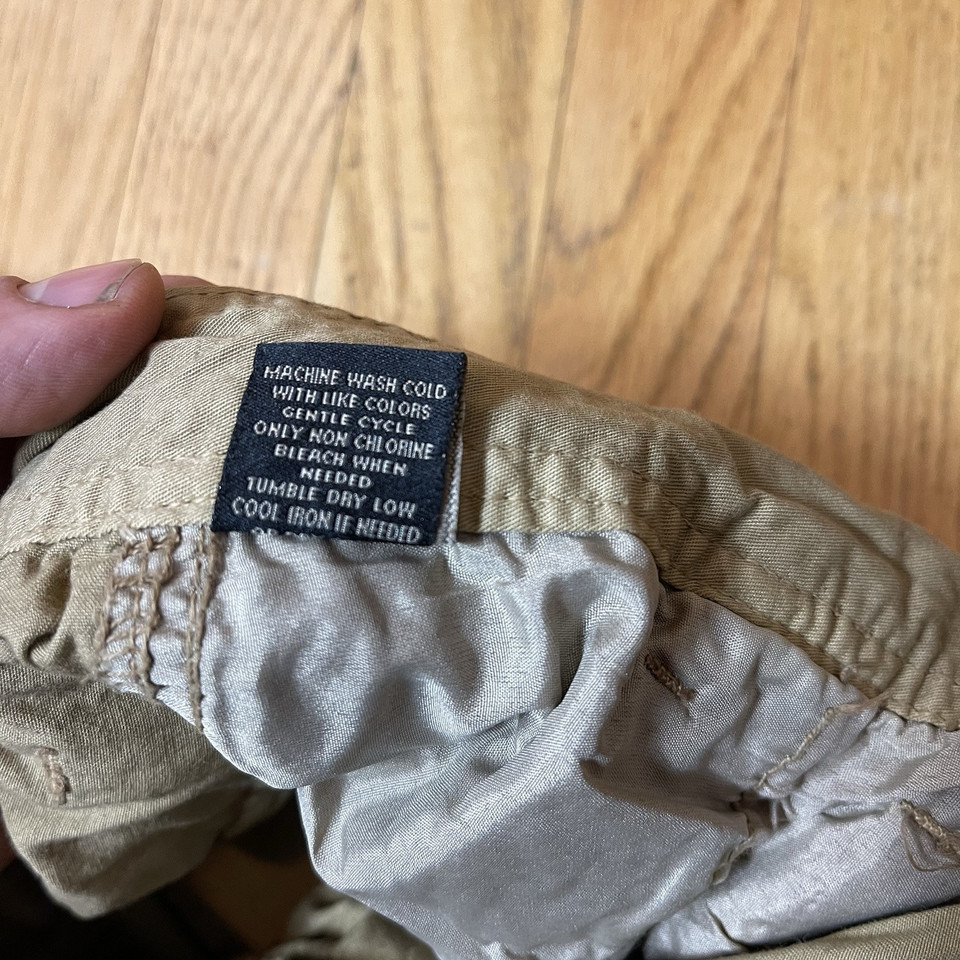 MACHINE WASH COLD
WITH LIKE COLORS
GENTLE CYCLE
ONLY NON CHLORINE
BLEACH WHEN
NEEDED
TUMBLE DRY LOW
COOL IRON IF NEEDED